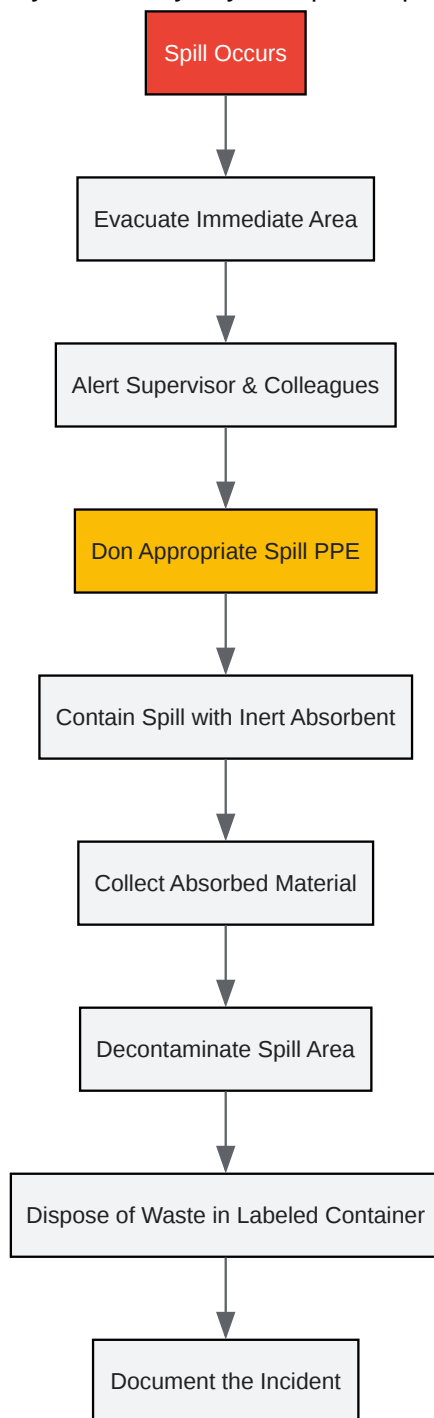 Spill Occurs
Evacuate Immediate Area
Alert Supervisor & Colleagues
Don Appropriate Spill PPE
Contain Spill with Inert Absorbent
Collect Absorbed Material
Decontaminate Spill Area
Dispose of Waste in Labeled Container
Document the Incident